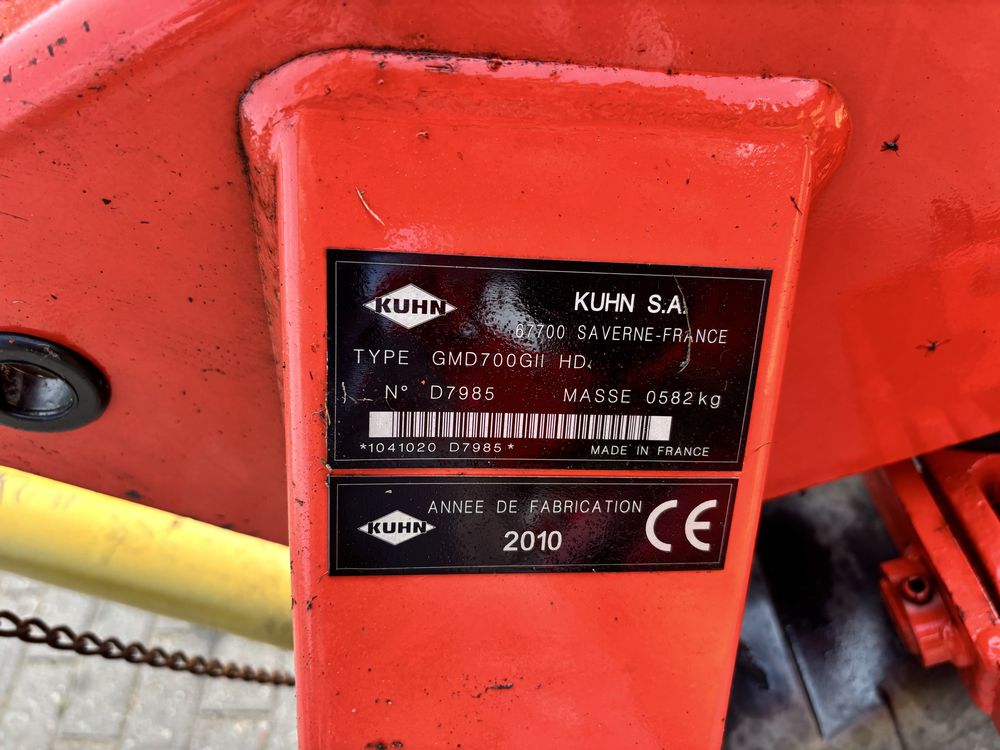 KUHN
KUHN S.A.
67700 SAVERNE-FRANCE
TYPE GMD700GII HD
N° D7985 MASSE 0582kg
*1041020 D7985* MADE IN FRANCE
KUHN
ANNEE DE FABRICATION
2010
CE